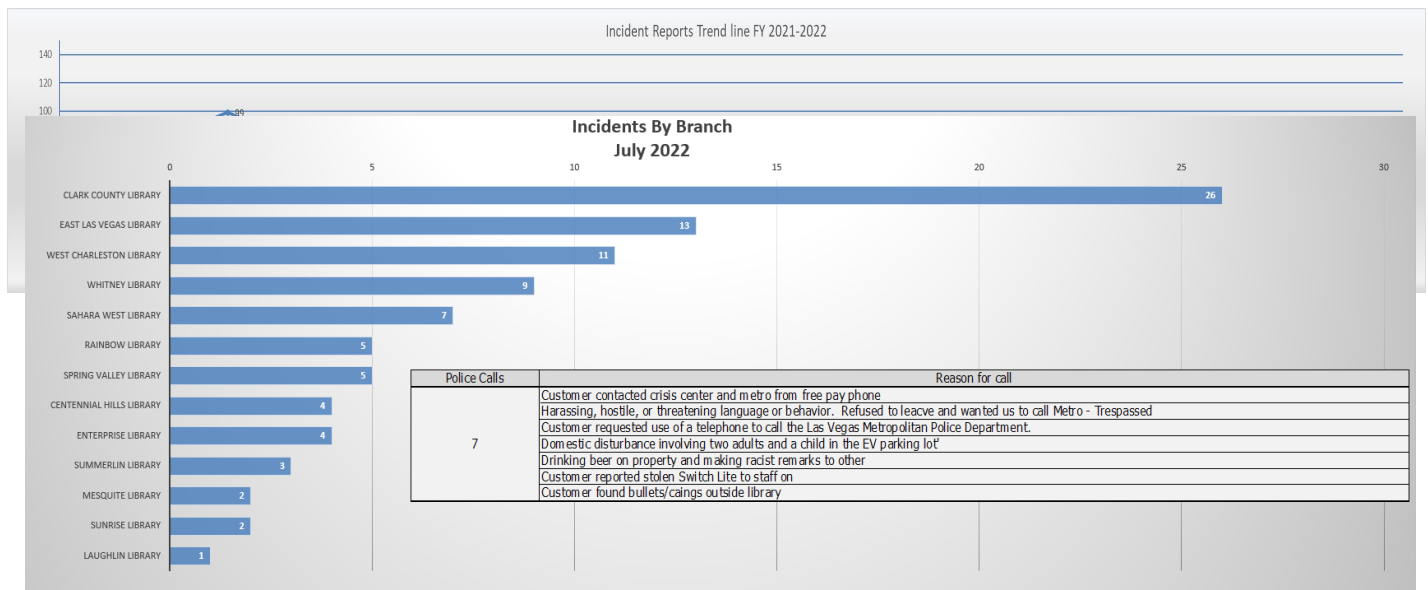 Incident Reports Trend line FY 2021-2022
140
120
100
99
Incidents By Branch
July 2022
0 5 10 15 20 25 30
CLARK COUNTY LIBRARY 26
EAST LAS VEGAS LIBRARY 13
WEST CHARLESTON LIBRARY 11
WHITNEY LIBRARY 9
SAHARA WEST LIBRARY 7
RAINBOW LIBRARY 5
SPRING VALLEY LIBRARY 5
CENTENNIAL HILLS LIBRARY 4
ENTERPRISE LIBRARY 4
SUMMERLIN LIBRARY 3
MESQUITE LIBRARY 2
SUNRISE LIBRARY 2
LAUGHLIN LIBRARY 1
Police Calls Reason for call
7
Customer contacted crisis center and metro from free pay phone
Harassing, hostile, or threatening language or behavior. Refused to leacve and wanted us to call Metro - Trespassed
Customer requested use of a telephone to call the Las Vegas Metropolitan Police Department.
Domestic disturbance involving two adults and a child in the EV parking lot'
Drinking beer on property and making racist remarks to other
Customer reported stolen Switch Lite to staff on
Customer found bullets/caings outside library